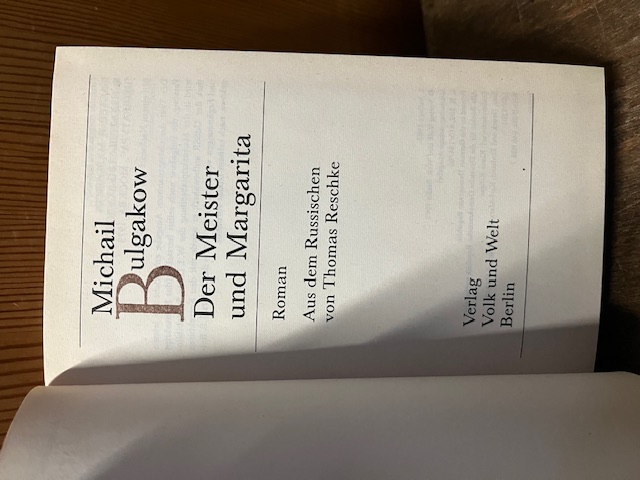 Michail
Bulgakow
Der Meister
und Margarita
Roman
Aus dem Russischen
von Thomas Reschke
Verlag
Volk und Welt
Berlin